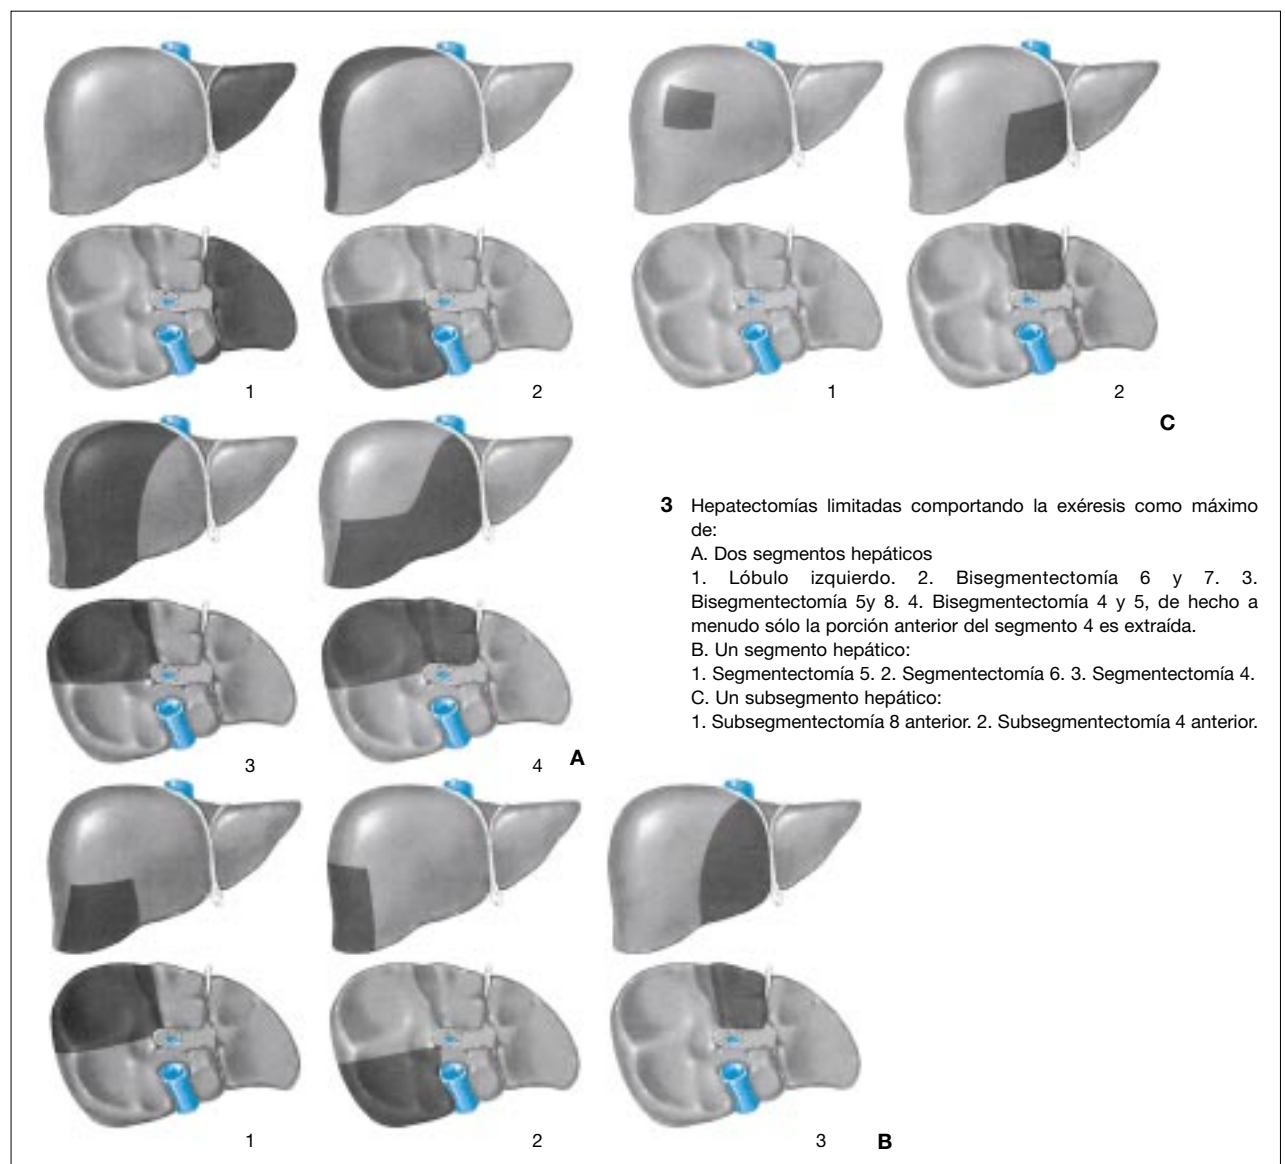 1
2
1
2
C
3 Hepatectomías limitadas comportando la exéresis como máximo
de:
A. Dos segmentos hepáticos
1. Lóbulo izquierdo. 2. Bisegmentectomía 6 y 7. 3.
Bisegmentectomía 5y 8. 4. Bisegmentectomía 4 y 5, de hecho a
menudo sólo la porción anterior del segmento 4 es extraída.
B. Un segmento hepático:
1. Segmentectomía 5. 2. Segmentectomía 6. 3. Segmentectomía 4.
C. Un subsegmento hepático:
1. Subsegmentectomía 8 anterior. 2. Subsegmentectomía 4 anterior.
3
4
A
1
2
3
B